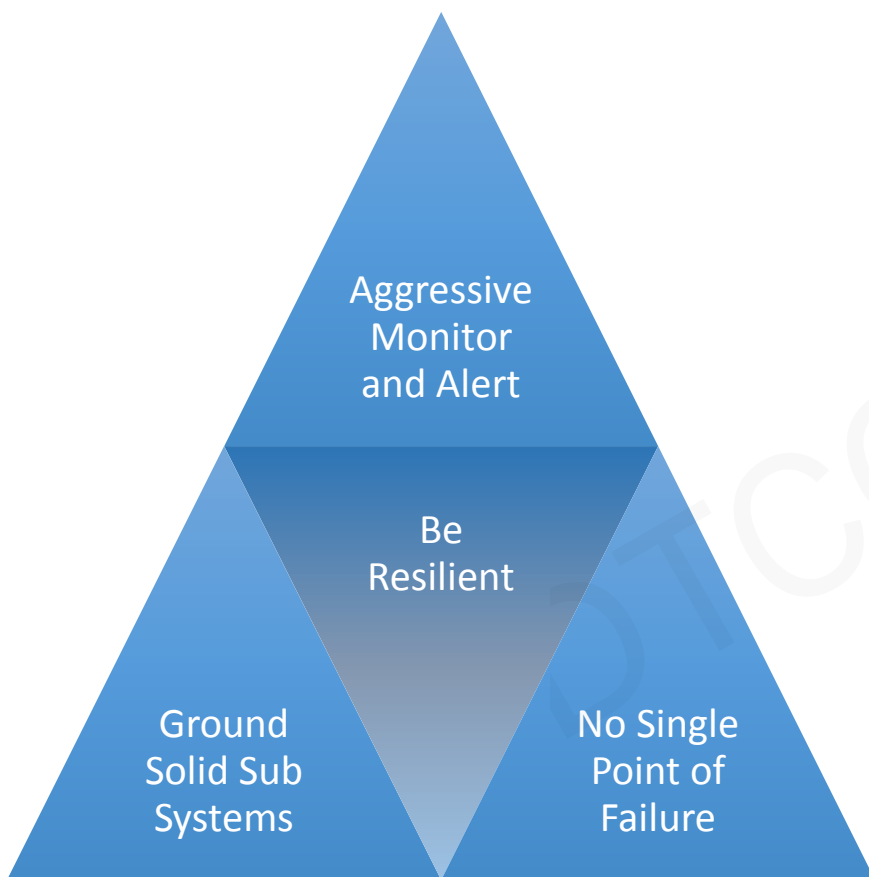 Aggressive
Monitor
and Alert
Be
Resilient
Ground
Solid Sub
Systems
No Single
Point of
Failure